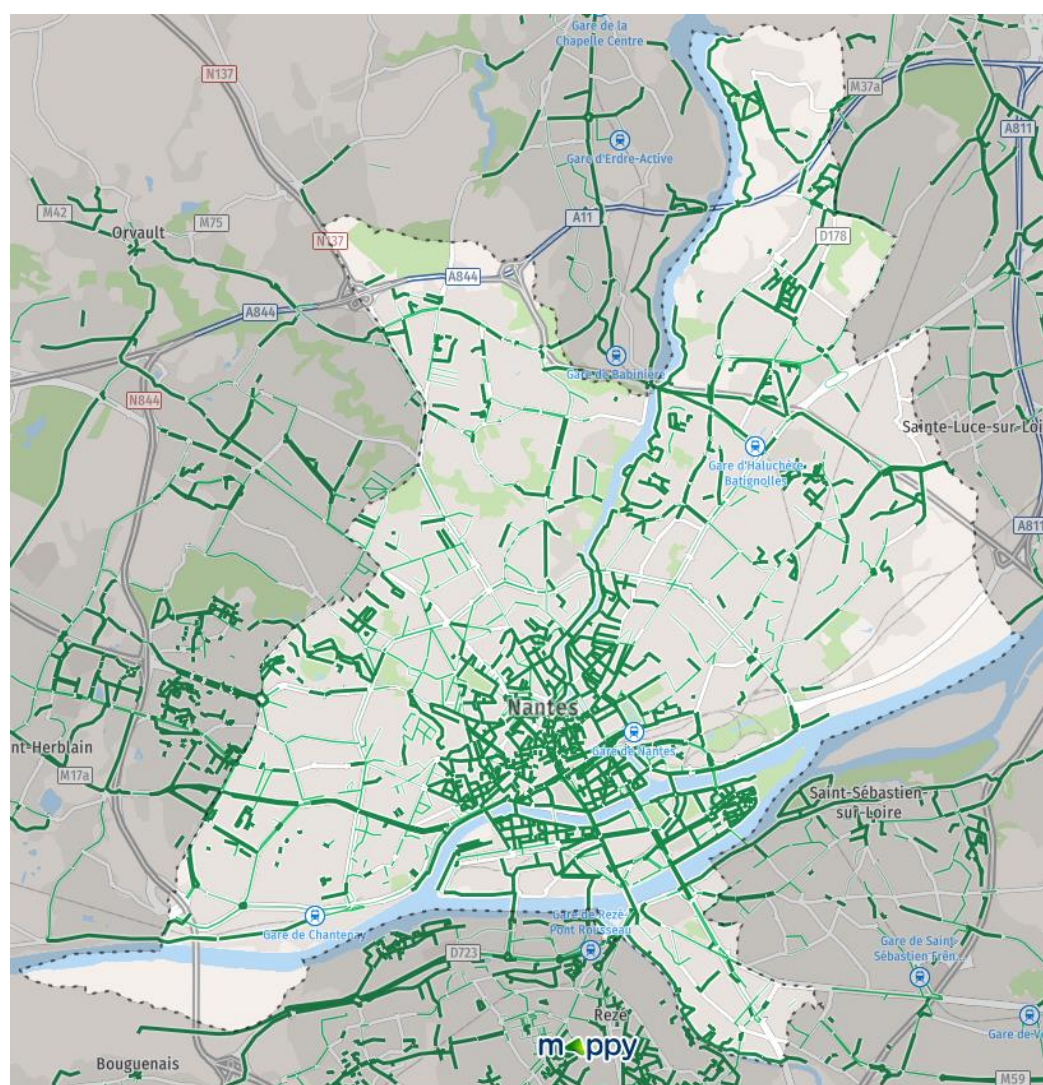 Gare de la
Chapelle Centre
N137
M37a
A811
Gare d'Erdre-Active
M42
M75
A11
Orvault
N137
D178
A844
A844
Gare de Babinière
N844
Sainte-Luce-sur-Loi
Gare d'Haluchère
Batignolles
A811
Nantes
Gare de Nantes
nt-Herblain
M17a
Saint-Sébastien-
sur-Loire
Gare de Chantenay
Gare de Rezé-
Pont Rousseau
D723
Gare de Saint-
Sébastien Frên...
Rezé
Gare de Ve
mappy
Bouguenais
M59